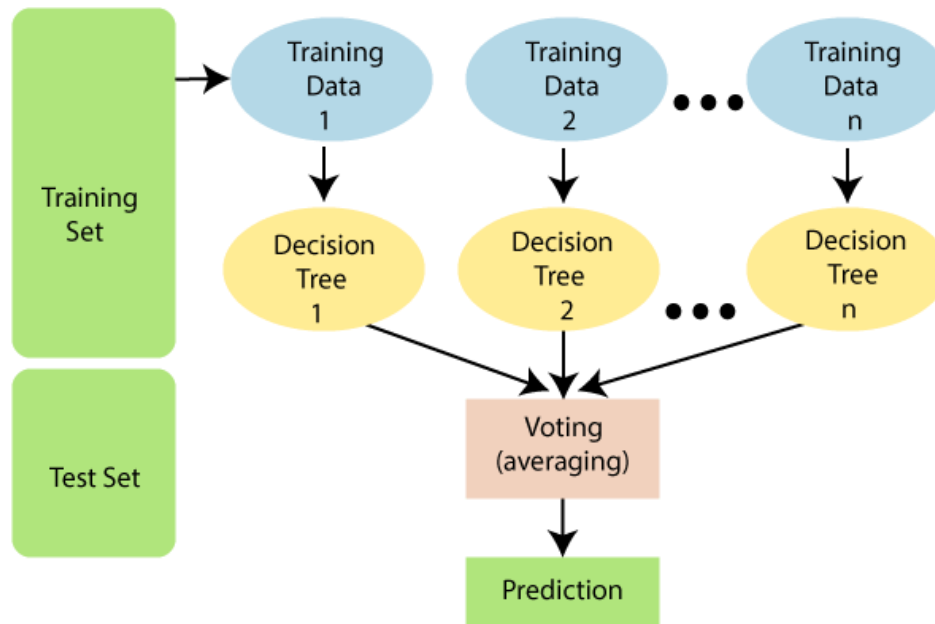 Training
Set
Test Set
Training
Data
1
Training
Data
2
Training
Data
n
Decision
Tree
1
Decision
Tree
2
Decision
Tree
n
Voting
(averaging)
Prediction